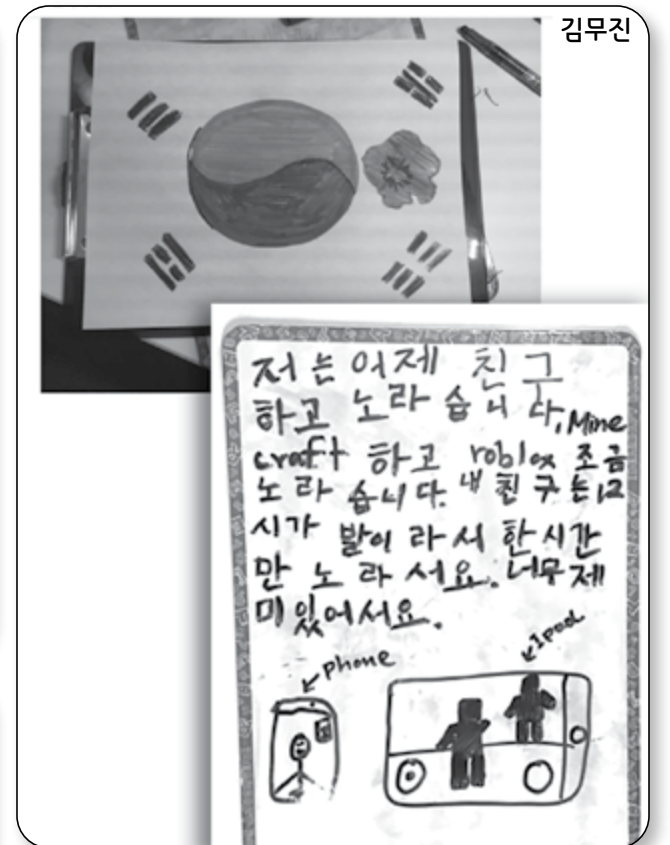 김무진
저는 어제 친구
하고 노라 습니다, Mine
craft 하고 roblox 조금
노라 습니다. 내 친구는 12
시가 발이 라서 한시간
만 노라서요. 너무 제
미있어서요.
phone
Ipad